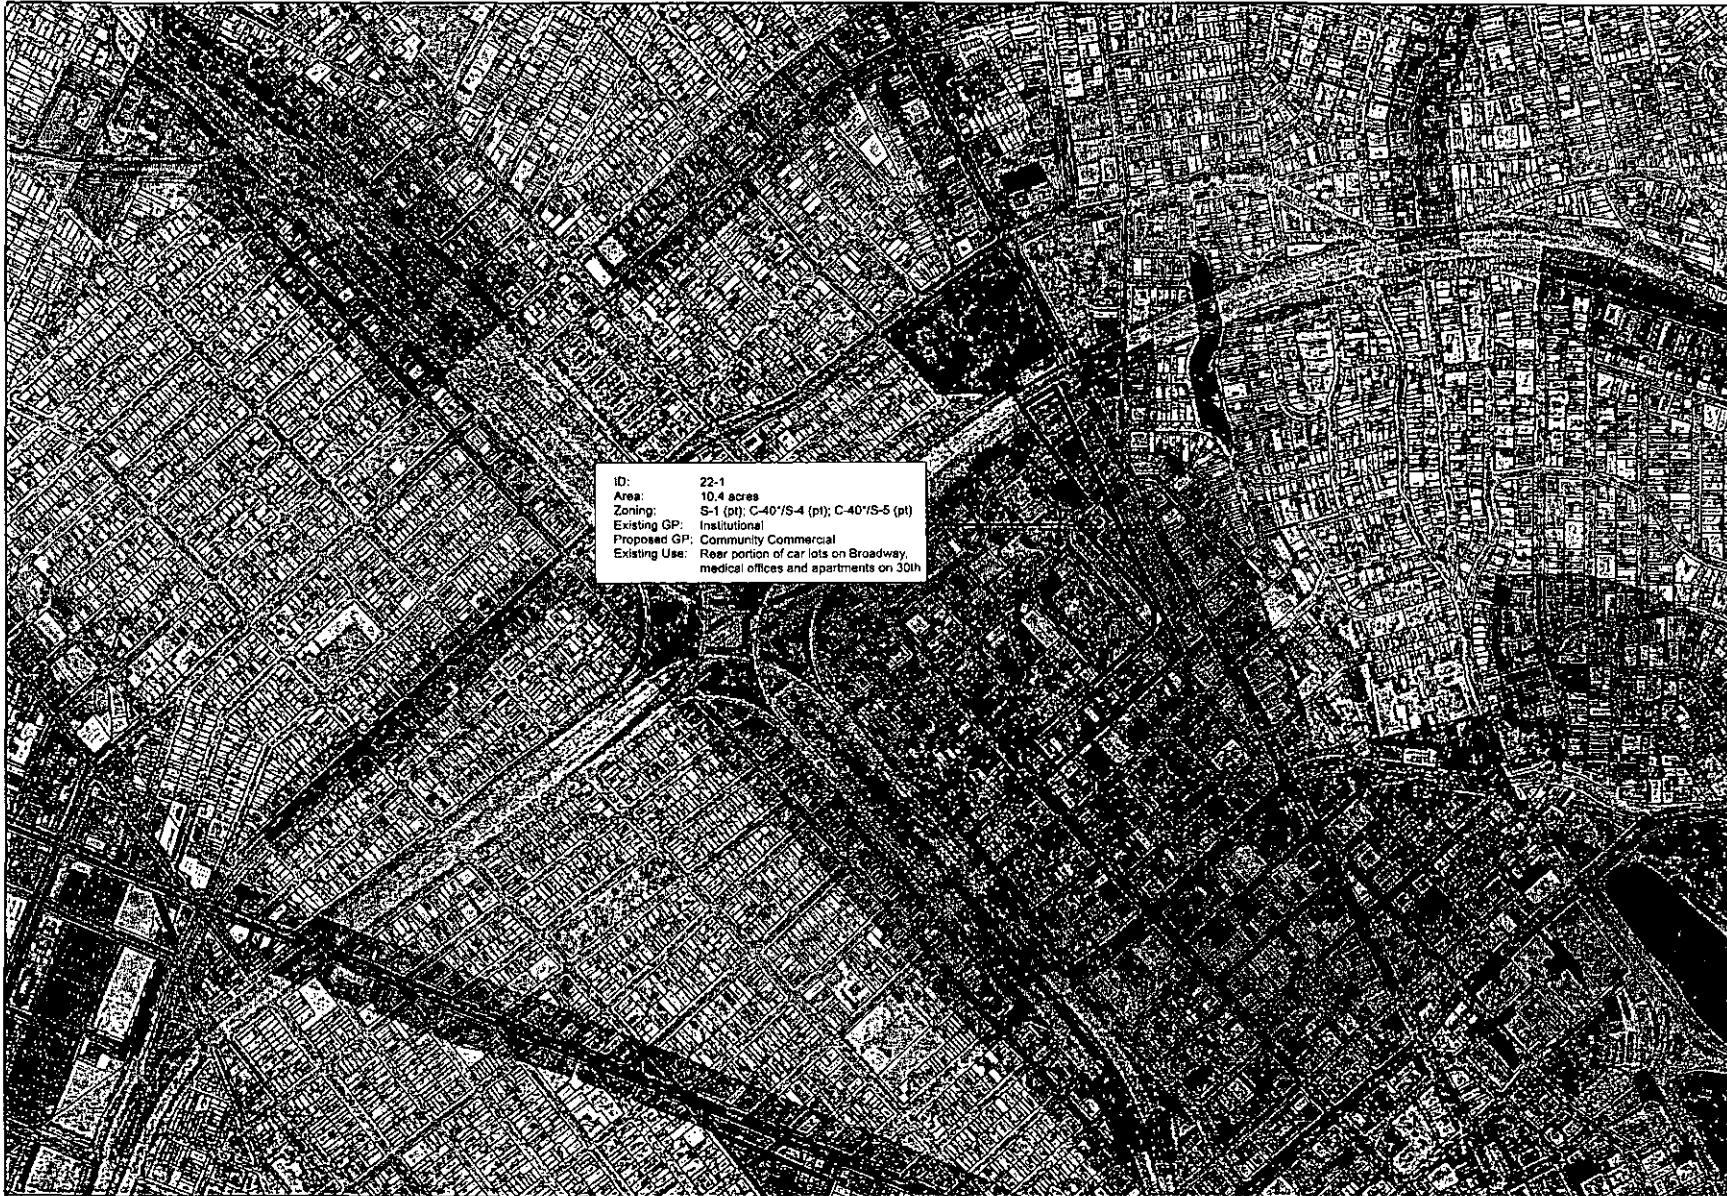 ID: 22-1
Area: 10.4 acres
Zoning: S-1 (pt); C-40*/S-4 (pt); C-40*/S-5 (pt)
Existing GP: Institutional
Proposed GP: Community Commercial
Existing Use: Rear portion of car lots on Broadway,
medical offices and apartments on 30th